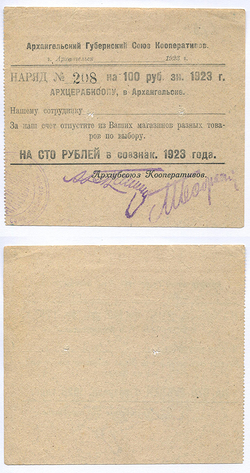 Архангельский Губернский Союз Кооперативов.
г. Архангельск 1923 г.
НАРЯД № 208 на 100 руб. зн. 1923 г.
АРХЦЕРАБКООПУ, в Архангельске.
Нашему сотруднику
За наш счет отпустите из Ваших магазинов разных това-
ров по выбору.
НА СТО РУБЛЕЙ в совзнак. 1923 года.
Архгубсоюз Кооперативов.